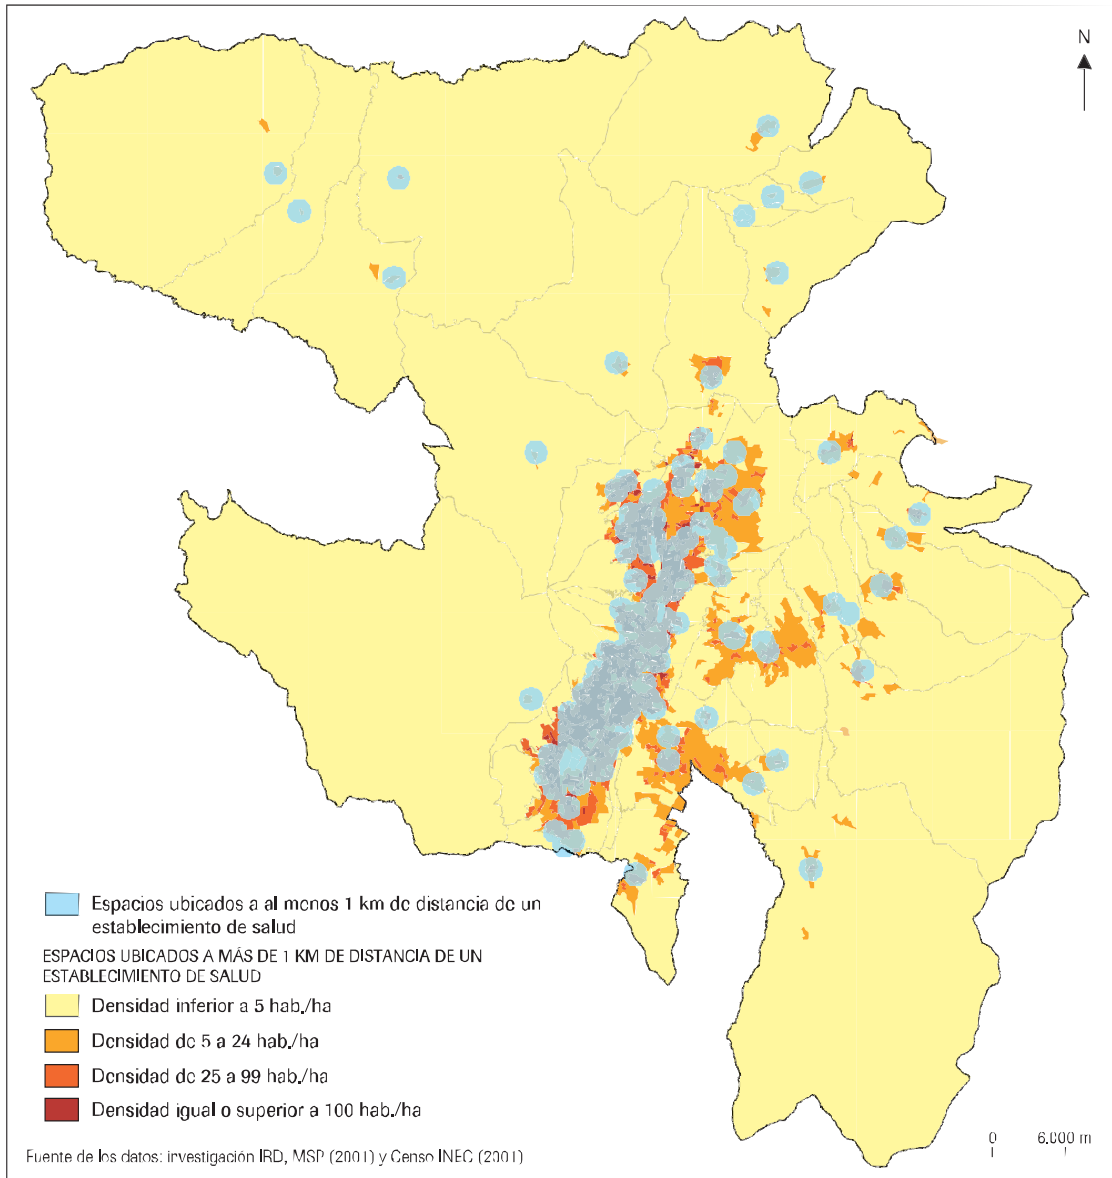 N
Espacios ubicados a al menos 1 km de distancia de un
establecimiento de salud
ESPACIOS UBICADOS A MÁS DE 1 KM DE DISTANCIA DE UN
ESTABLECIMIENTO DE SALUD
Densidad inferior a 5 hab./ha
Densidad de 5 a 24 hab./ha
Densidad de 25 a 99 hab./ha
Densidad igual o superior a 100 hab./ha
0 6.000 m
Fuente de los datos: investigación IRD, MSP (2001) y Censo INEC (2001)